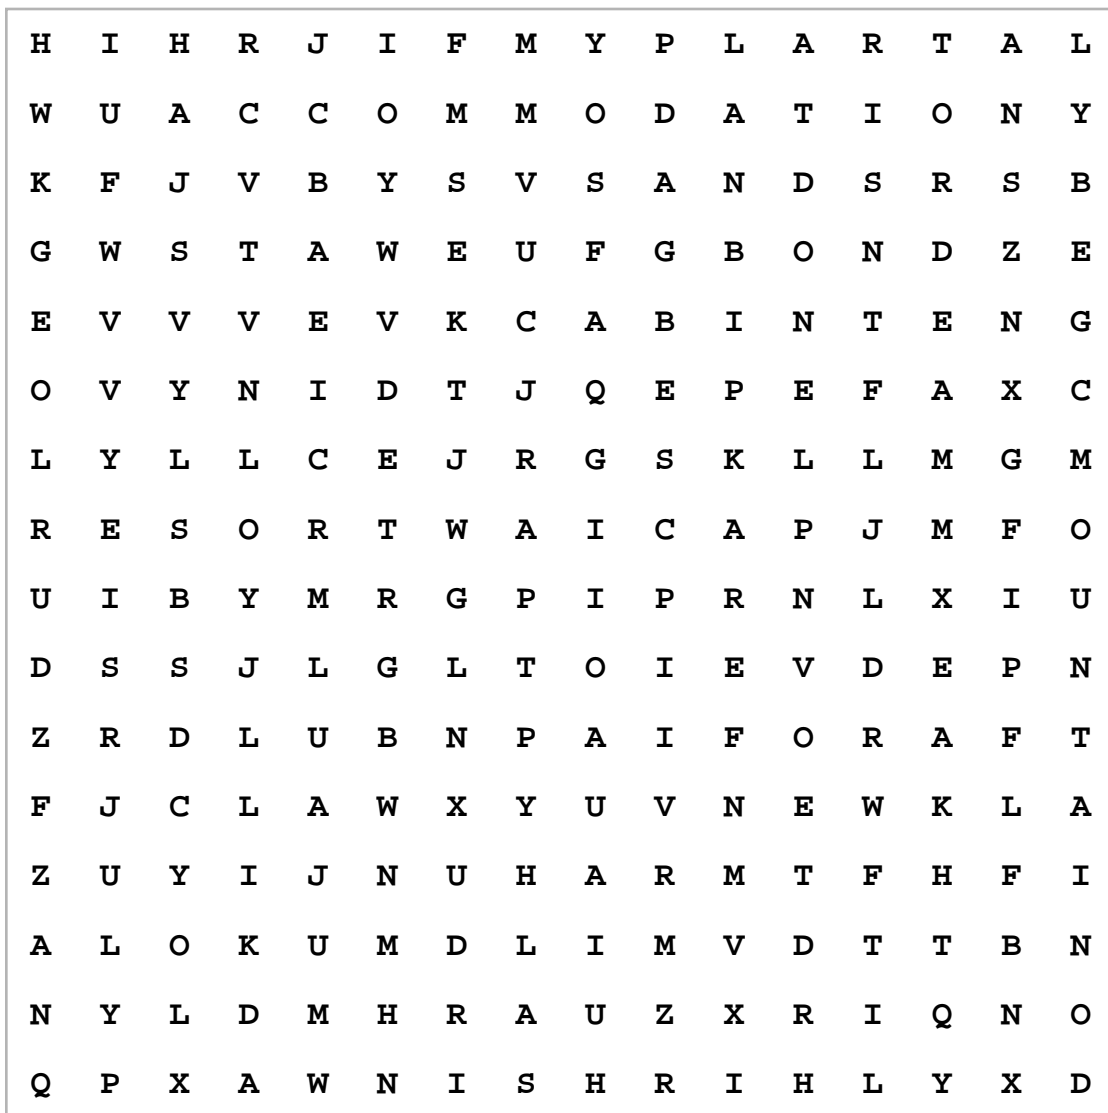 H I H R J I F M Y P L A R T A L
W U A C C O M M O D A T I O N Y
K F J V B Y S V S A N D S R S B
G W S T A W E U F G B O N D Z E
E V V V E V K C A B I N T E N G
O V Y N I D T J Q E P E F A X C
L Y L L C E J R G S K L L M G M
R E S O R T W A I C A P J M F O
U I B Y M R G P I P R N L X I U
D S S J L G L T O I E V D E P N
Z R D L U B N P A I F O R A F T
F J C L A W X Y U V N E W K L A
Z U Y I J N U H A R M T F H F I
A L O K U M D L I M V D T T B N
N Y L D M H R A U Z X R I Q N O
Q P X A W N I S H R I H L Y X D